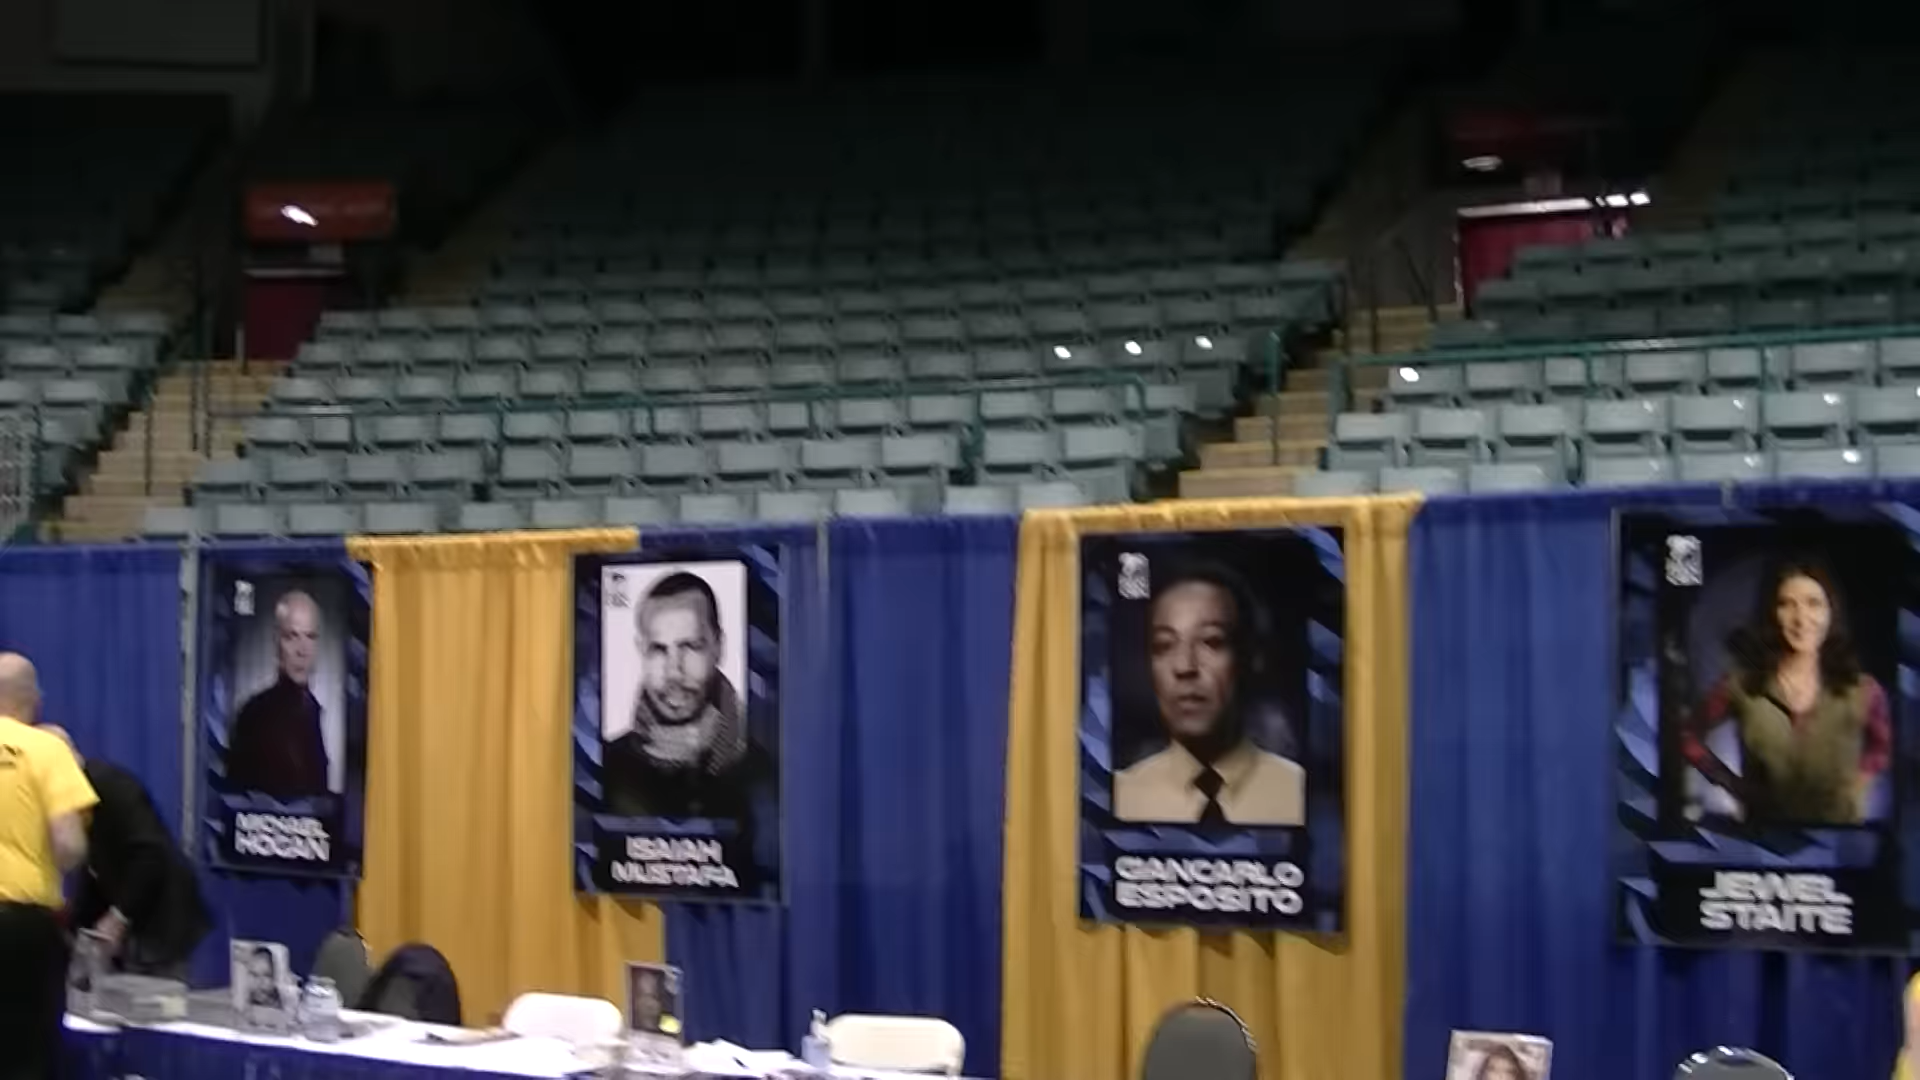 MICHAEL
HOGAN
ISAIAH
MUSTAFA
GIANCARLO
ESPOSITO
JEWEL
STAITE